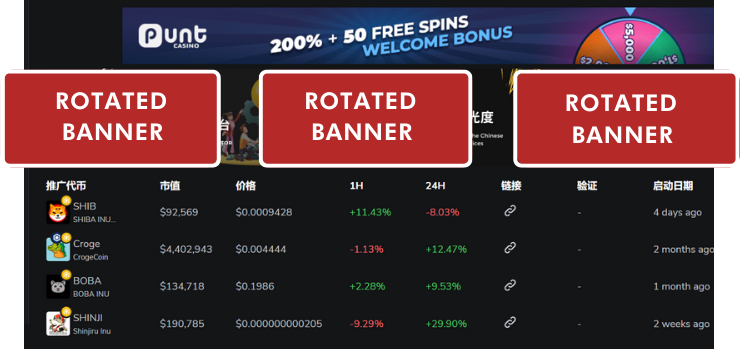 Punt
CASINO
200% + 50 FREE SPINS
WELCOME BONUS
$5,000
ROTATED
BANNER
ROTATED
BANNER
ROTATED
BANNER
台
光度
he Chinese
ices
推广代币 市值 价格 1H 24H 链接 验证 启动日期
SHIB
SHIBA INU...
$92,569 $0.0009428 +11.43% -8.03% - 4 days ago
Croge
CrogeCoin
$4,402,943 $0.004444 -1.13% +12.47% - 2 months ago
BOBA
BOBA INU
$134,718 $0.1986 +2.28% +9.53% - 1 month ago
SHINJI
Shinjiru Inu
$190,785 $0.000000000205 -9.29% +29.90% - 2 weeks ago